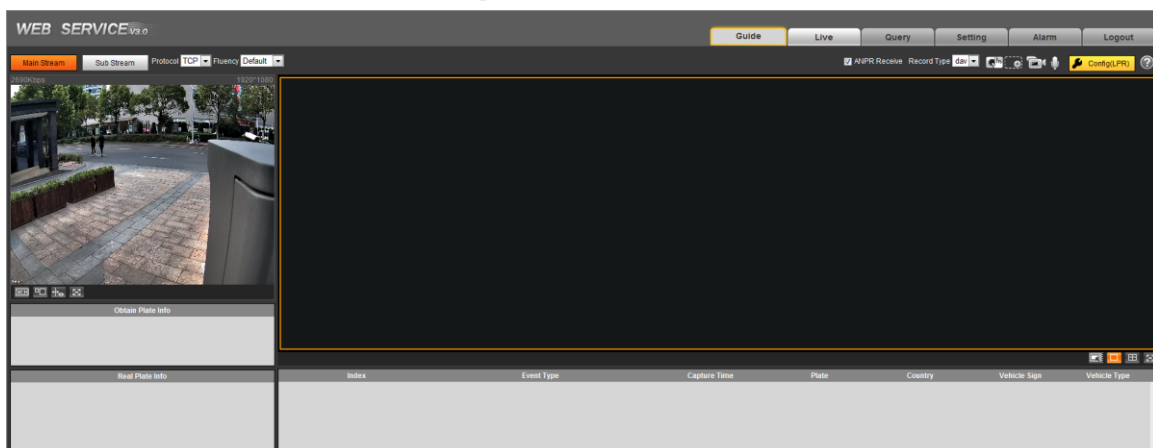 WEB SERVICE V3.0
Guide Live Query Setting Alarm Logout
Main Stream Sub Stream Protocol TCP Fluency Default ANPR Receive Record Type dav Config(LPR)
2690Kbps 1920*1080
Obtain Plate Info
Real Plate Info Index Event Type Capture Time Plate Country Vehicle Sign Vehicle Type